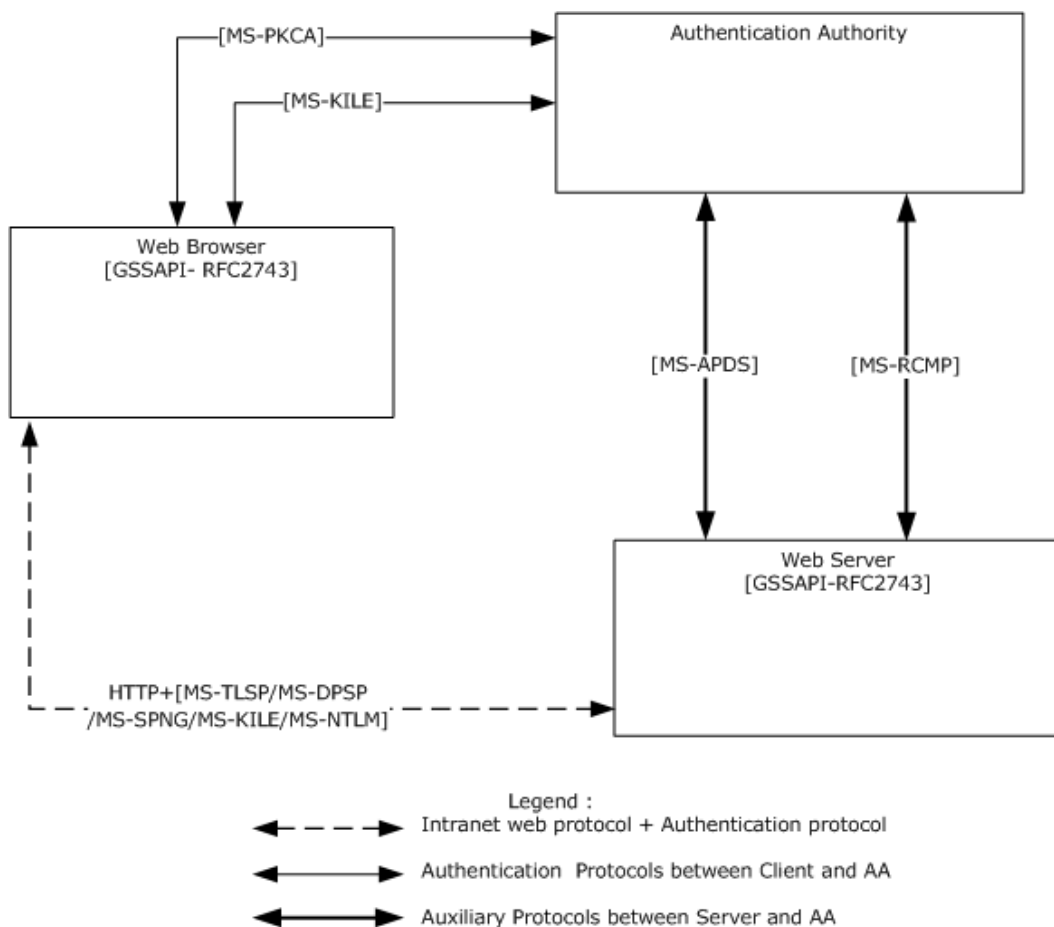 [MS-PKCA]
Authentication Authority
[MS-KILE]
Web Browser
[GSSAPI- RFC2743]
[MS-APDS]
[MS-RCMP]
Web Server
[GSSAPI-RFC2743]
HTTP+[MS-TLSP/MS-DPSP
/MS-SPNG/MS-KILE/MS-NTLM]
Legend :
Intranet web protocol + Authentication protocol
Authentication Protocols between Client and AA
Auxiliary Protocols between Server and AA